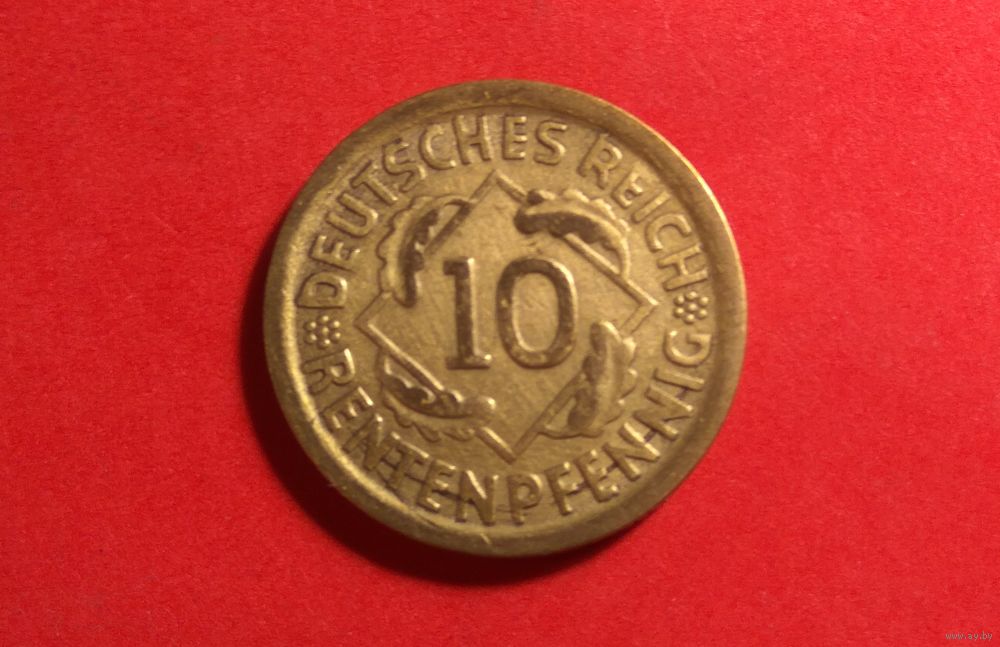 DEUTSCHES REICH
10
RENTENPFENNIG
www.ay.by